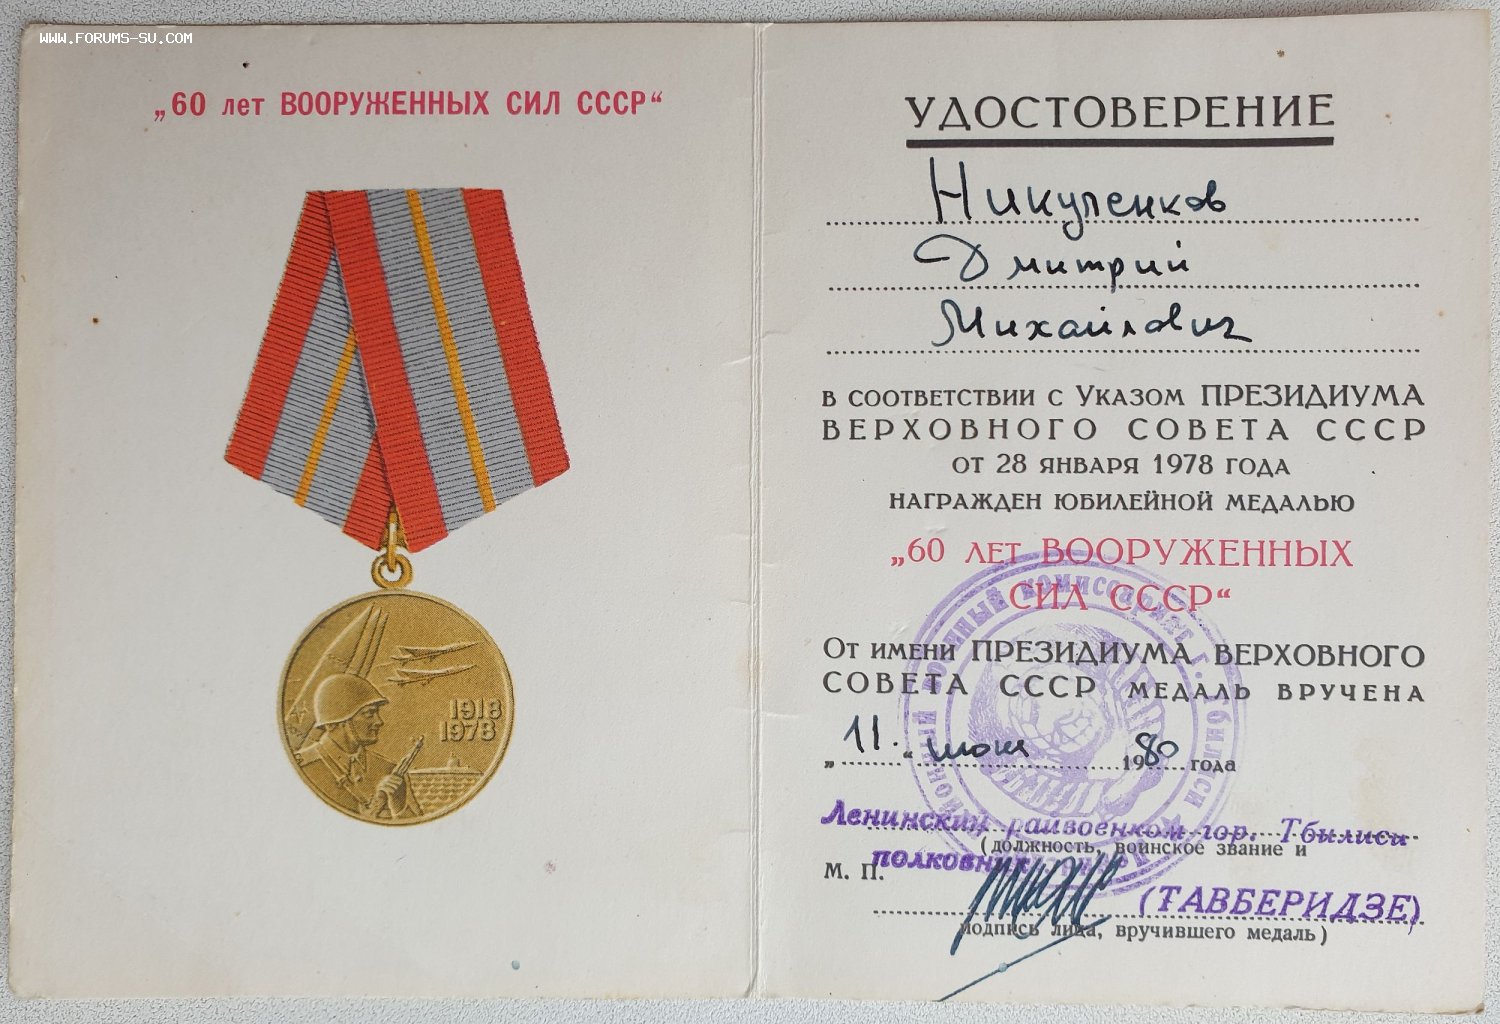 WWW.FORUMS-SU.COM
„60 лет ВООРУЖЕННЫХ СИЛ СССР“
1918
1978
УДОСТОВЕРЕНИЕ
Никуленков
Дмитрий
Михайлович
в соответствии с Указом ПРЕЗИДИУМА
ВЕРХОВНОГО СОВЕТА СССР
от 28 января 1978 года
награжден юбилейной медалью
„60 лет ВООРУЖЕННЫХ
СИЛ СССР“
От имени ПРЕЗИДИУМА ВЕРХОВНОГО
СОВЕТА СССР медаль вручена
„11“ 1980 года
Ленинский райвоенком гор. Тбилиси
(должность, воинское звание и
М. П. полковник
(ТАВБЕРИДЗЕ)
подпись лица, вручившего медаль)
военный комиссариат г. Тбилиси